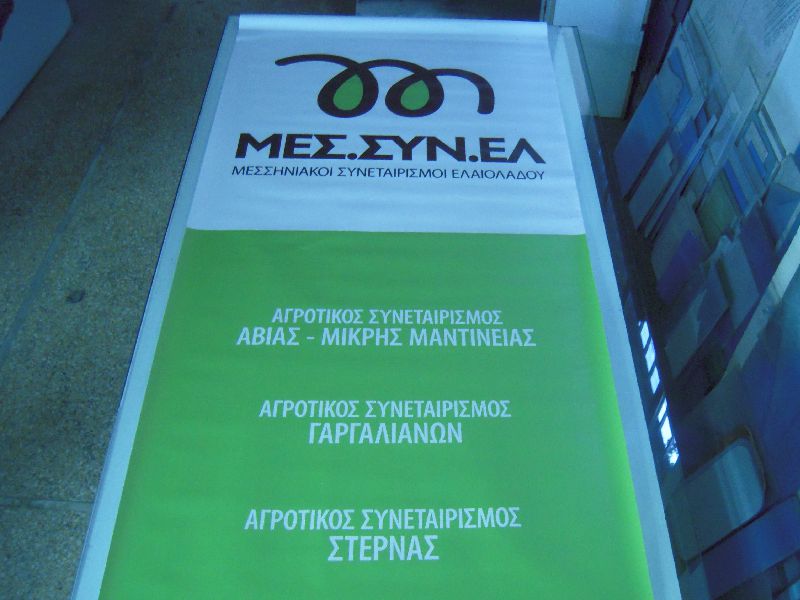 ΜΕΣ.ΣΥΝ.ΕΛ
ΜΕΣΣΗΝΙΑΚΟΙ ΣΥΝΕΤΑΙΡΙΣΜΟΙ ΕΛΑΙΟΛΑΔΟΥ
ΑΓΡΟΤΙΚΟΣ ΣΥΝΕΤΑΙΡΙΣΜΟΣ
ΑΒΙΑΣ - ΜΙΚΡΗΣ ΜΑΝΤΙΝΕΙΑΣ
ΑΓΡΟΤΙΚΟΣ ΣΥΝΕΤΑΙΡΙΣΜΟΣ
ΓΑΡΓΑΛΙΑΝΩΝ
ΑΓΡΟΤΙΚΟΣ ΣΥΝΕΤΑΙΡΙΣΜΟΣ
ΣΤΕΡΝΑΣ